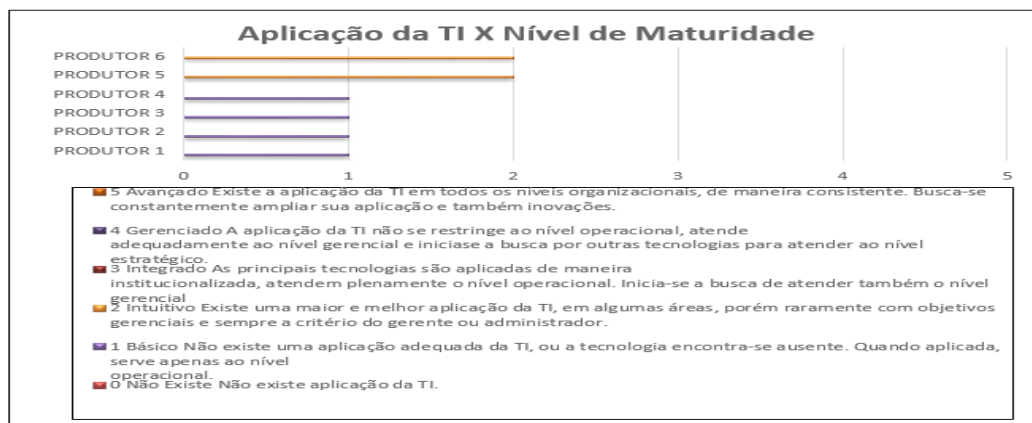 Aplicação da TI X Nível de Maturidade
PRODUTOR 6
PRODUTOR 5
PRODUTOR 4
PRODUTOR 3
PRODUTOR 2
PRODUTOR 1
0 1 2 3 4 5
5 Avançado Existe a aplicação da TI em todos os níveis organizacionais, de maneira consistente. Busca-se
constantemente ampliar sua aplicação e também inovações.
4 Gerenciado A aplicação da TI não se restringe ao nível operacional, atende
adequadamente ao nível gerencial e iniciase a busca por outras tecnologias para atender ao nível
estratégico.
3 Integrado As principais tecnologias são aplicadas de maneira
institucionalizada, atendem plenamente o nível operacional. Inicia-se a busca de atender também o nível
gerencial
2 Intuitivo Existe uma maior e melhor aplicação da TI, em algumas áreas, porém raramente com objetivos
gerenciais e sempre a critério do gerente ou administrador.
1 Básico Não existe uma aplicação adequada da TI, ou a tecnologia encontra-se ausente. Quando aplicada,
serve apenas ao nível
operacional.
0 Não Existe Não existe aplicação da TI.